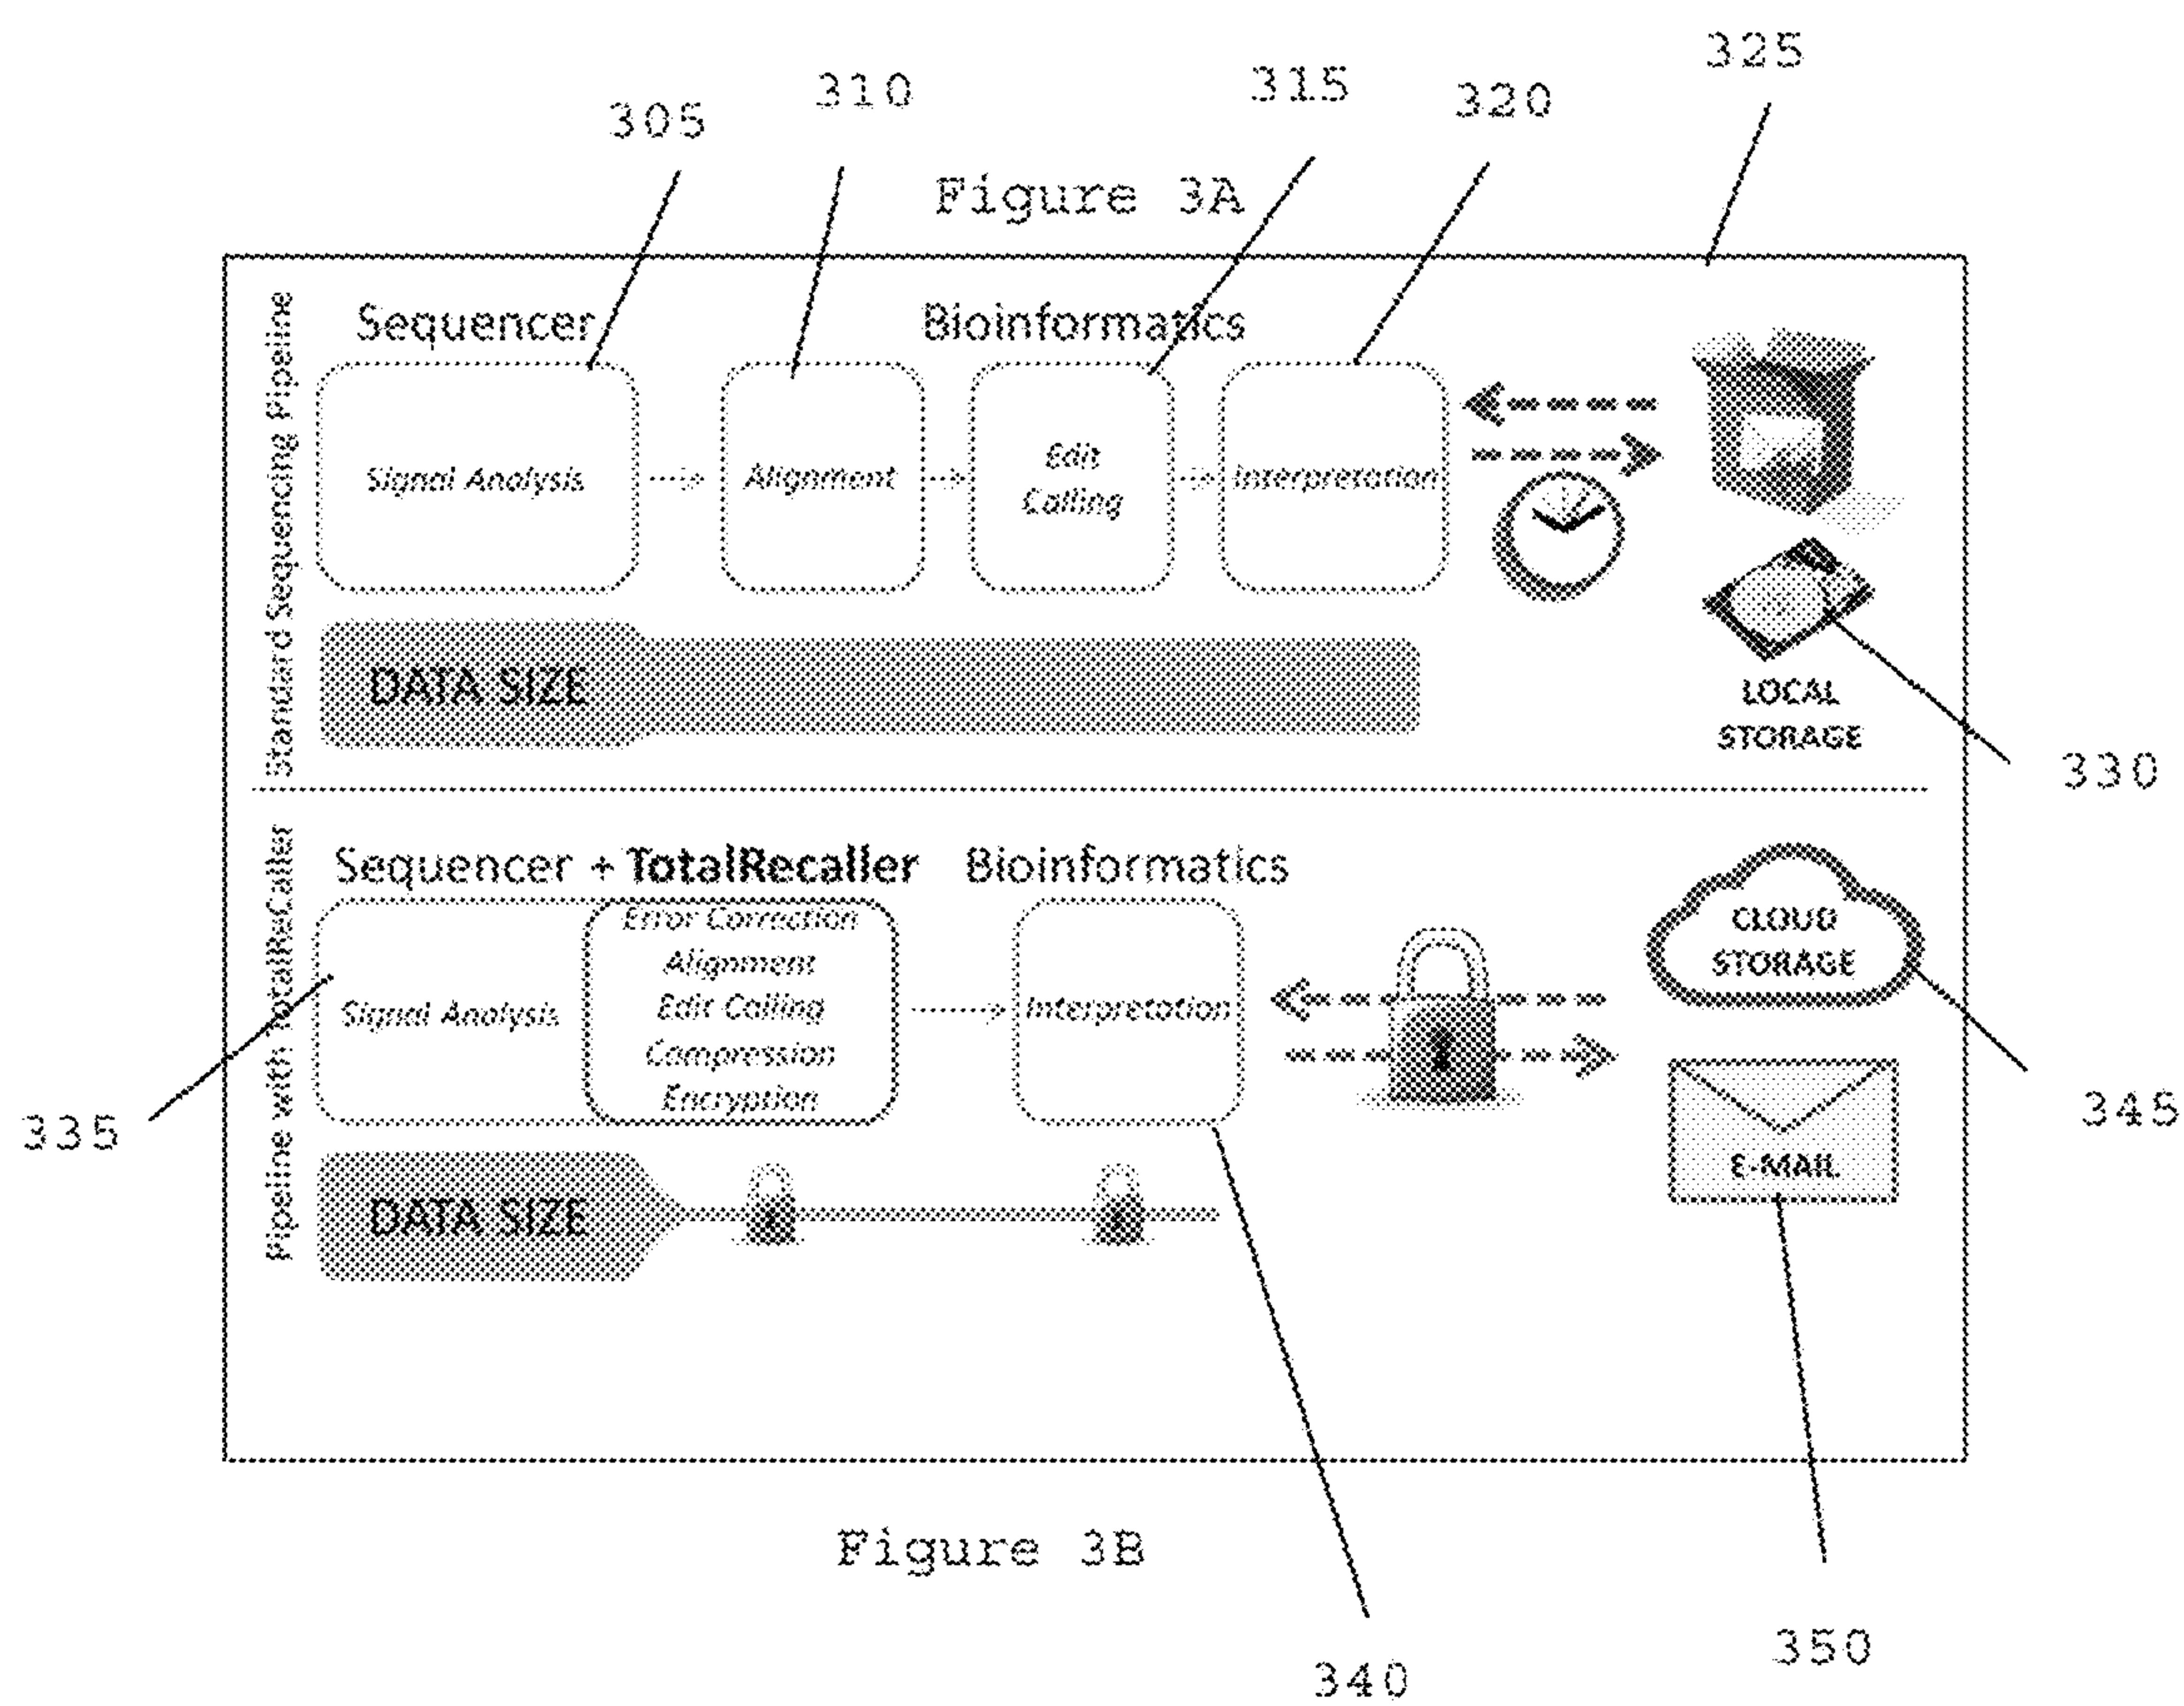 325
310
315
320
305
Figure 3A
Standard Sequencing Pipeline
Sequencer
Bioinformatics
Signal Analysis
Alignment
Edit
Calling
Interpretation
DATA SIZE
LOCAL
STORAGE
330
Pipeline with TotalReCaller
Sequencer + TotalRecaller
Bioinformatics
Error Correction
Alignment
Edit Calling
Compression
Encryption
Signal Analysis
Interpretation
CLOUD
STORAGE
335
345
E-MAIL
DATA SIZE
Figure 3B
350
340